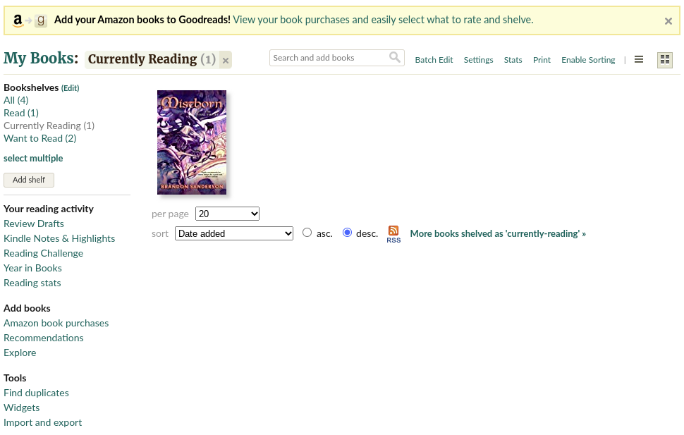 Add your Amazon books to Goodreads! View your book purchases and easily select what to rate and shelve.
My Books: Currently Reading (1) ×
Search and add books
Batch Edit Settings Stats Print Enable Sorting |
Bookshelves (Edit)
All (4)
Read (1)
Currently Reading (1)
Want to Read (2)
select multiple
Add shelf
Your reading activity
Review Drafts
Kindle Notes & Highlights
Reading Challenge
Year in Books
Reading stats
Add books
Amazon book purchases
Recommendations
Explore
Tools
Find duplicates
Widgets
Import and export
Mistborn
BRANDON SANDERSON
per page 20
sort Date added asc. desc. RSS More books shelved as 'currently-reading' »